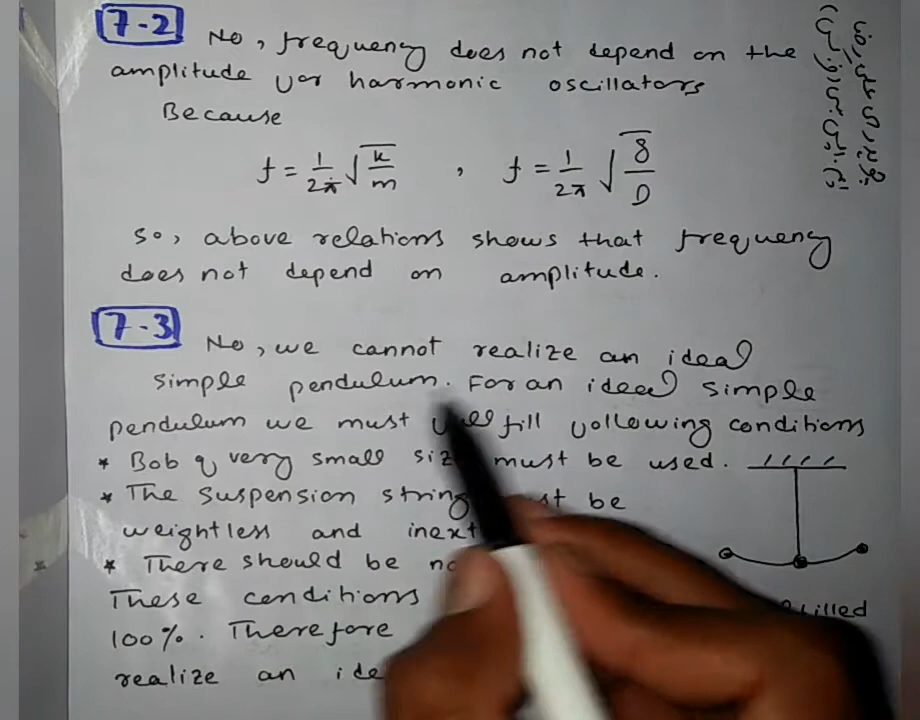 7-2 No, frequency does not depend on the
amplitude for harmonic oscillators
Because
f = 1/2π √k/m , f = 1/2π √g/D
So, above relations shows that frequency
does not depend on amplitude.
7-3 No, we cannot realize an ideal
simple pendulum. For an ideal simple
pendulum we must fullfill following conditions
* Bob of very small size must be used.
* The suspension string must be
weightless and inext
* There should be no
These conditions filled
100%. Therefore
realize an ide